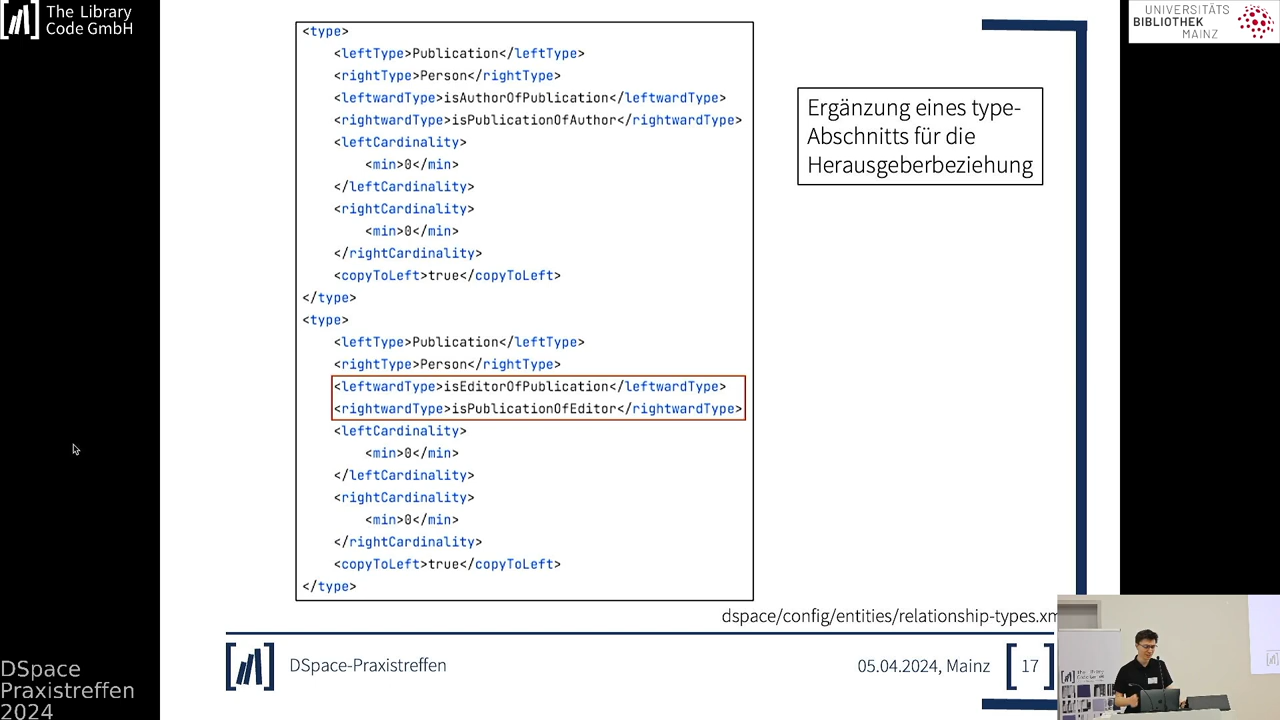 The Library
Code GmbH
UNIVERSITÄTS
BIBLIOTHEK
MAINZ
<type>
<leftType>Publication</leftType>
<rightType>Person</rightType>
<leftwardType>isAuthorOfPublication</leftwardType>
<rightwardType>isPublicationOfAuthor</rightwardType>
<leftCardinality>
<min>0</min>
</leftCardinality>
<rightCardinality>
<min>0</min>
</rightCardinality>
<copyToLeft>true</copyToLeft>
</type>
<type>
<leftType>Publication</leftType>
<rightType>Person</rightType>
<leftwardType>isEditorOfPublication</leftwardType>
<rightwardType>isPublicationOfEditor</rightwardType>
<leftCardinality>
<min>0</min>
</leftCardinality>
<rightCardinality>
<min>0</min>
</rightCardinality>
<copyToLeft>true</copyToLeft>
</type>
Ergänzung eines type-
Abschnitts für die
Herausgeberbeziehung
dspace/config/entities/relationship-types.xm
DSpace-Praxistreffen
05.04.2024, Mainz
17
DSpace
Praxistreffen
2024